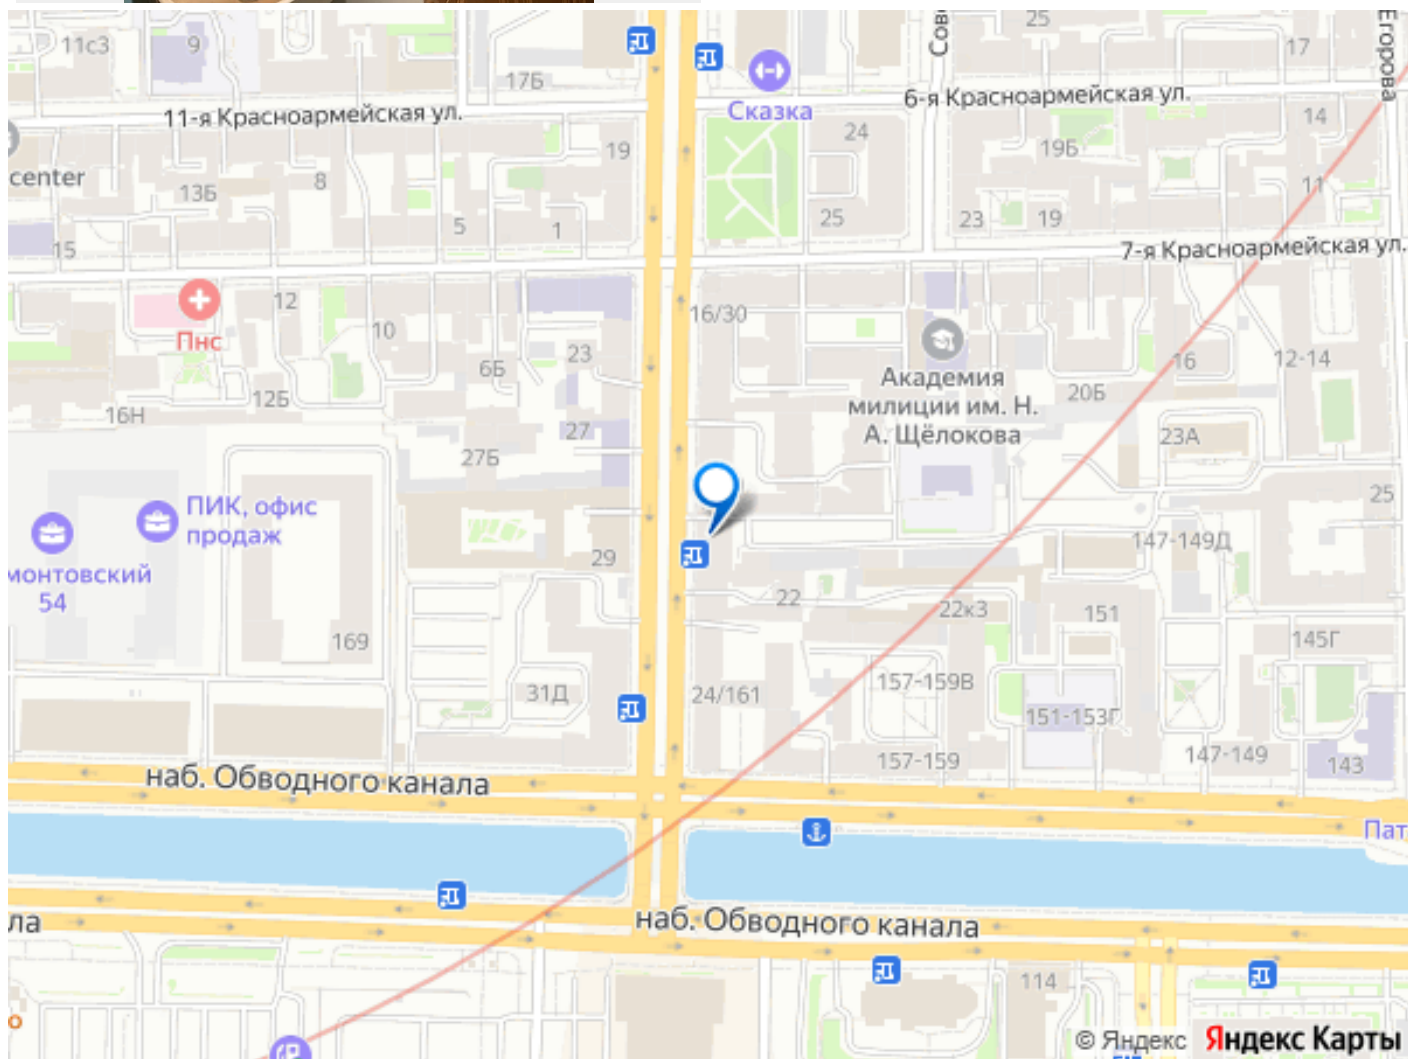 11с3
9
17Б
Сказка
Сов
25
17
Егорова
6-я Красноармейская ул.
11-я Красноармейская ул.
14
24
19Б
19
center
13Б
8
11
5
1
25
23
19
15
7-я Красноармейская ул.
12
10
16/30
Пнс
23
6Б
16
12-14
Академия
милиции им. Н.
А. Щёлокова
20Б
12Б
16Н
27
23А
27Б
25
ПИК, офис
продаж
147-149Д
монтовский
54
29
22
22к3
151
169
145Г
31Д
24/161
157-159В
151-153Г
157-159
147-149
143
наб. Обводного канала
Пат
ла
наб. Обводного канала
114
о
© Яндекс Яндекс Карты